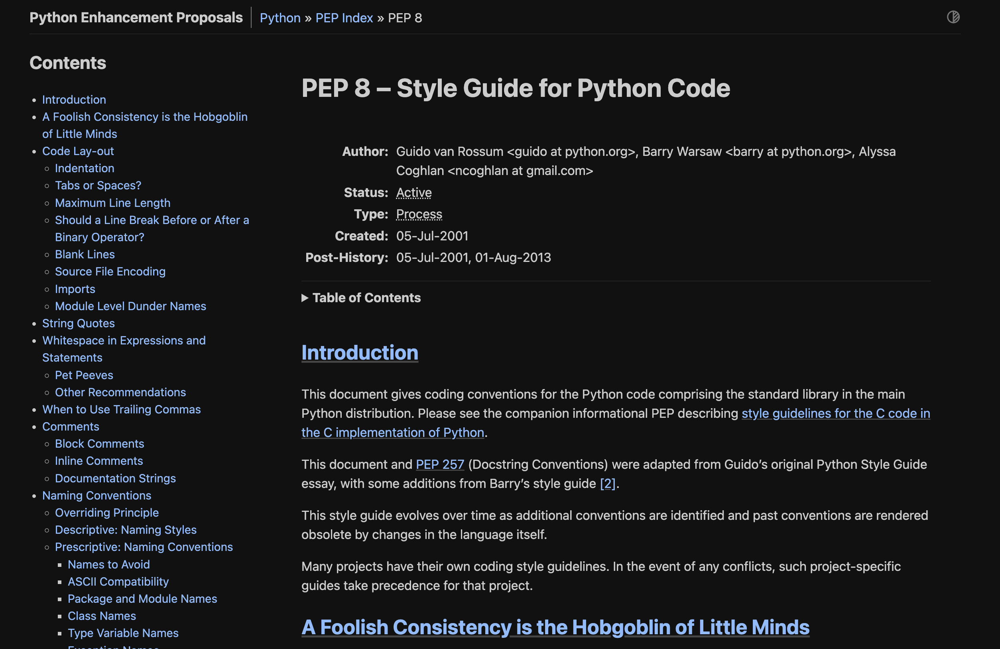 Python Enhancement Proposals
Python » PEP Index » PEP 8
Contents
Introduction
A Foolish Consistency is the Hobgoblin
of Little Minds
Code Lay-out
Indentation
Tabs or Spaces?
Maximum Line Length
Should a Line Break Before or After a
Binary Operator?
Blank Lines
Source File Encoding
Imports
Module Level Dunder Names
String Quotes
Whitespace in Expressions and
Statements
Pet Peeves
Other Recommendations
When to Use Trailing Commas
Comments
Block Comments
Inline Comments
Documentation Strings
Naming Conventions
Overriding Principle
Descriptive: Naming Styles
Prescriptive: Naming Conventions
Names to Avoid
ASCII Compatibility
Package and Module Names
Class Names
Type Variable Names
PEP 8 – Style Guide for Python Code
Author: Guido van Rossum <guido at python.org>, Barry Warsaw <barry at python.org>, Alyssa
Coghlan <ncoghlan at gmail.com>
Status: Active
Type: Process
Created: 05-Jul-2001
Post-History: 05-Jul-2001, 01-Aug-2013
Table of Contents
Introduction
This document gives coding conventions for the Python code comprising the standard library in the main
Python distribution. Please see the companion informational PEP describing style guidelines for the C code in
the C implementation of Python.
This document and PEP 257 (Docstring Conventions) were adapted from Guido’s original Python Style Guide
essay, with some additions from Barry’s style guide [2].
This style guide evolves over time as additional conventions are identified and past conventions are rendered
obsolete by changes in the language itself.
Many projects have their own coding style guidelines. In the event of any conflicts, such project-specific
guides take precedence for that project.
A Foolish Consistency is the Hobgoblin of Little Minds